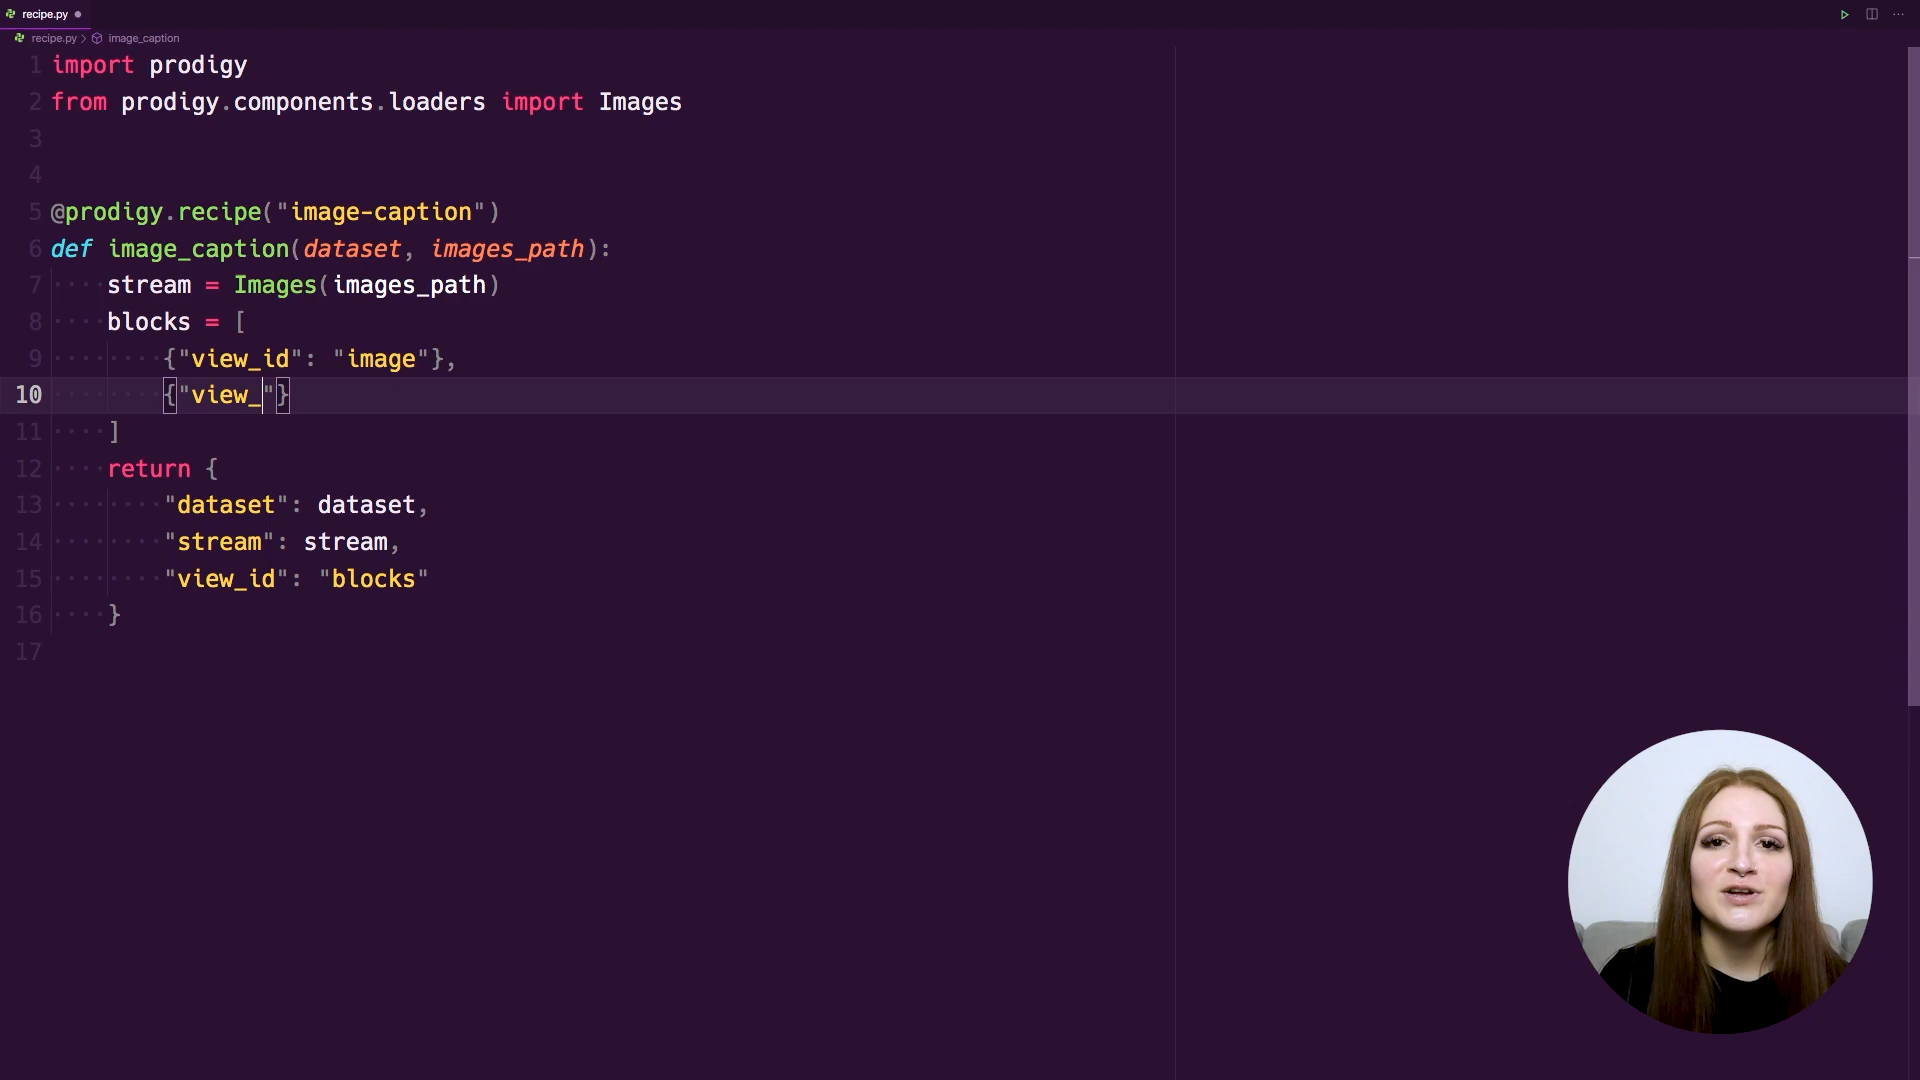 recipe.py
recipe.py > image_caption
1 import prodigy
2 from prodigy.components.loaders import Images
3
4
5 @prodigy.recipe("image-caption")
6 def image_caption(dataset, images_path):
7 ····stream = Images(images_path)
8 ····blocks = [
9 ········{"view_id": "image"},
10 ········{"view_"}
11 ····]
12 ····return {
13 ········"dataset": dataset,
14 ········"stream": stream,
15 ········"view_id": "blocks"
16 ····}
17